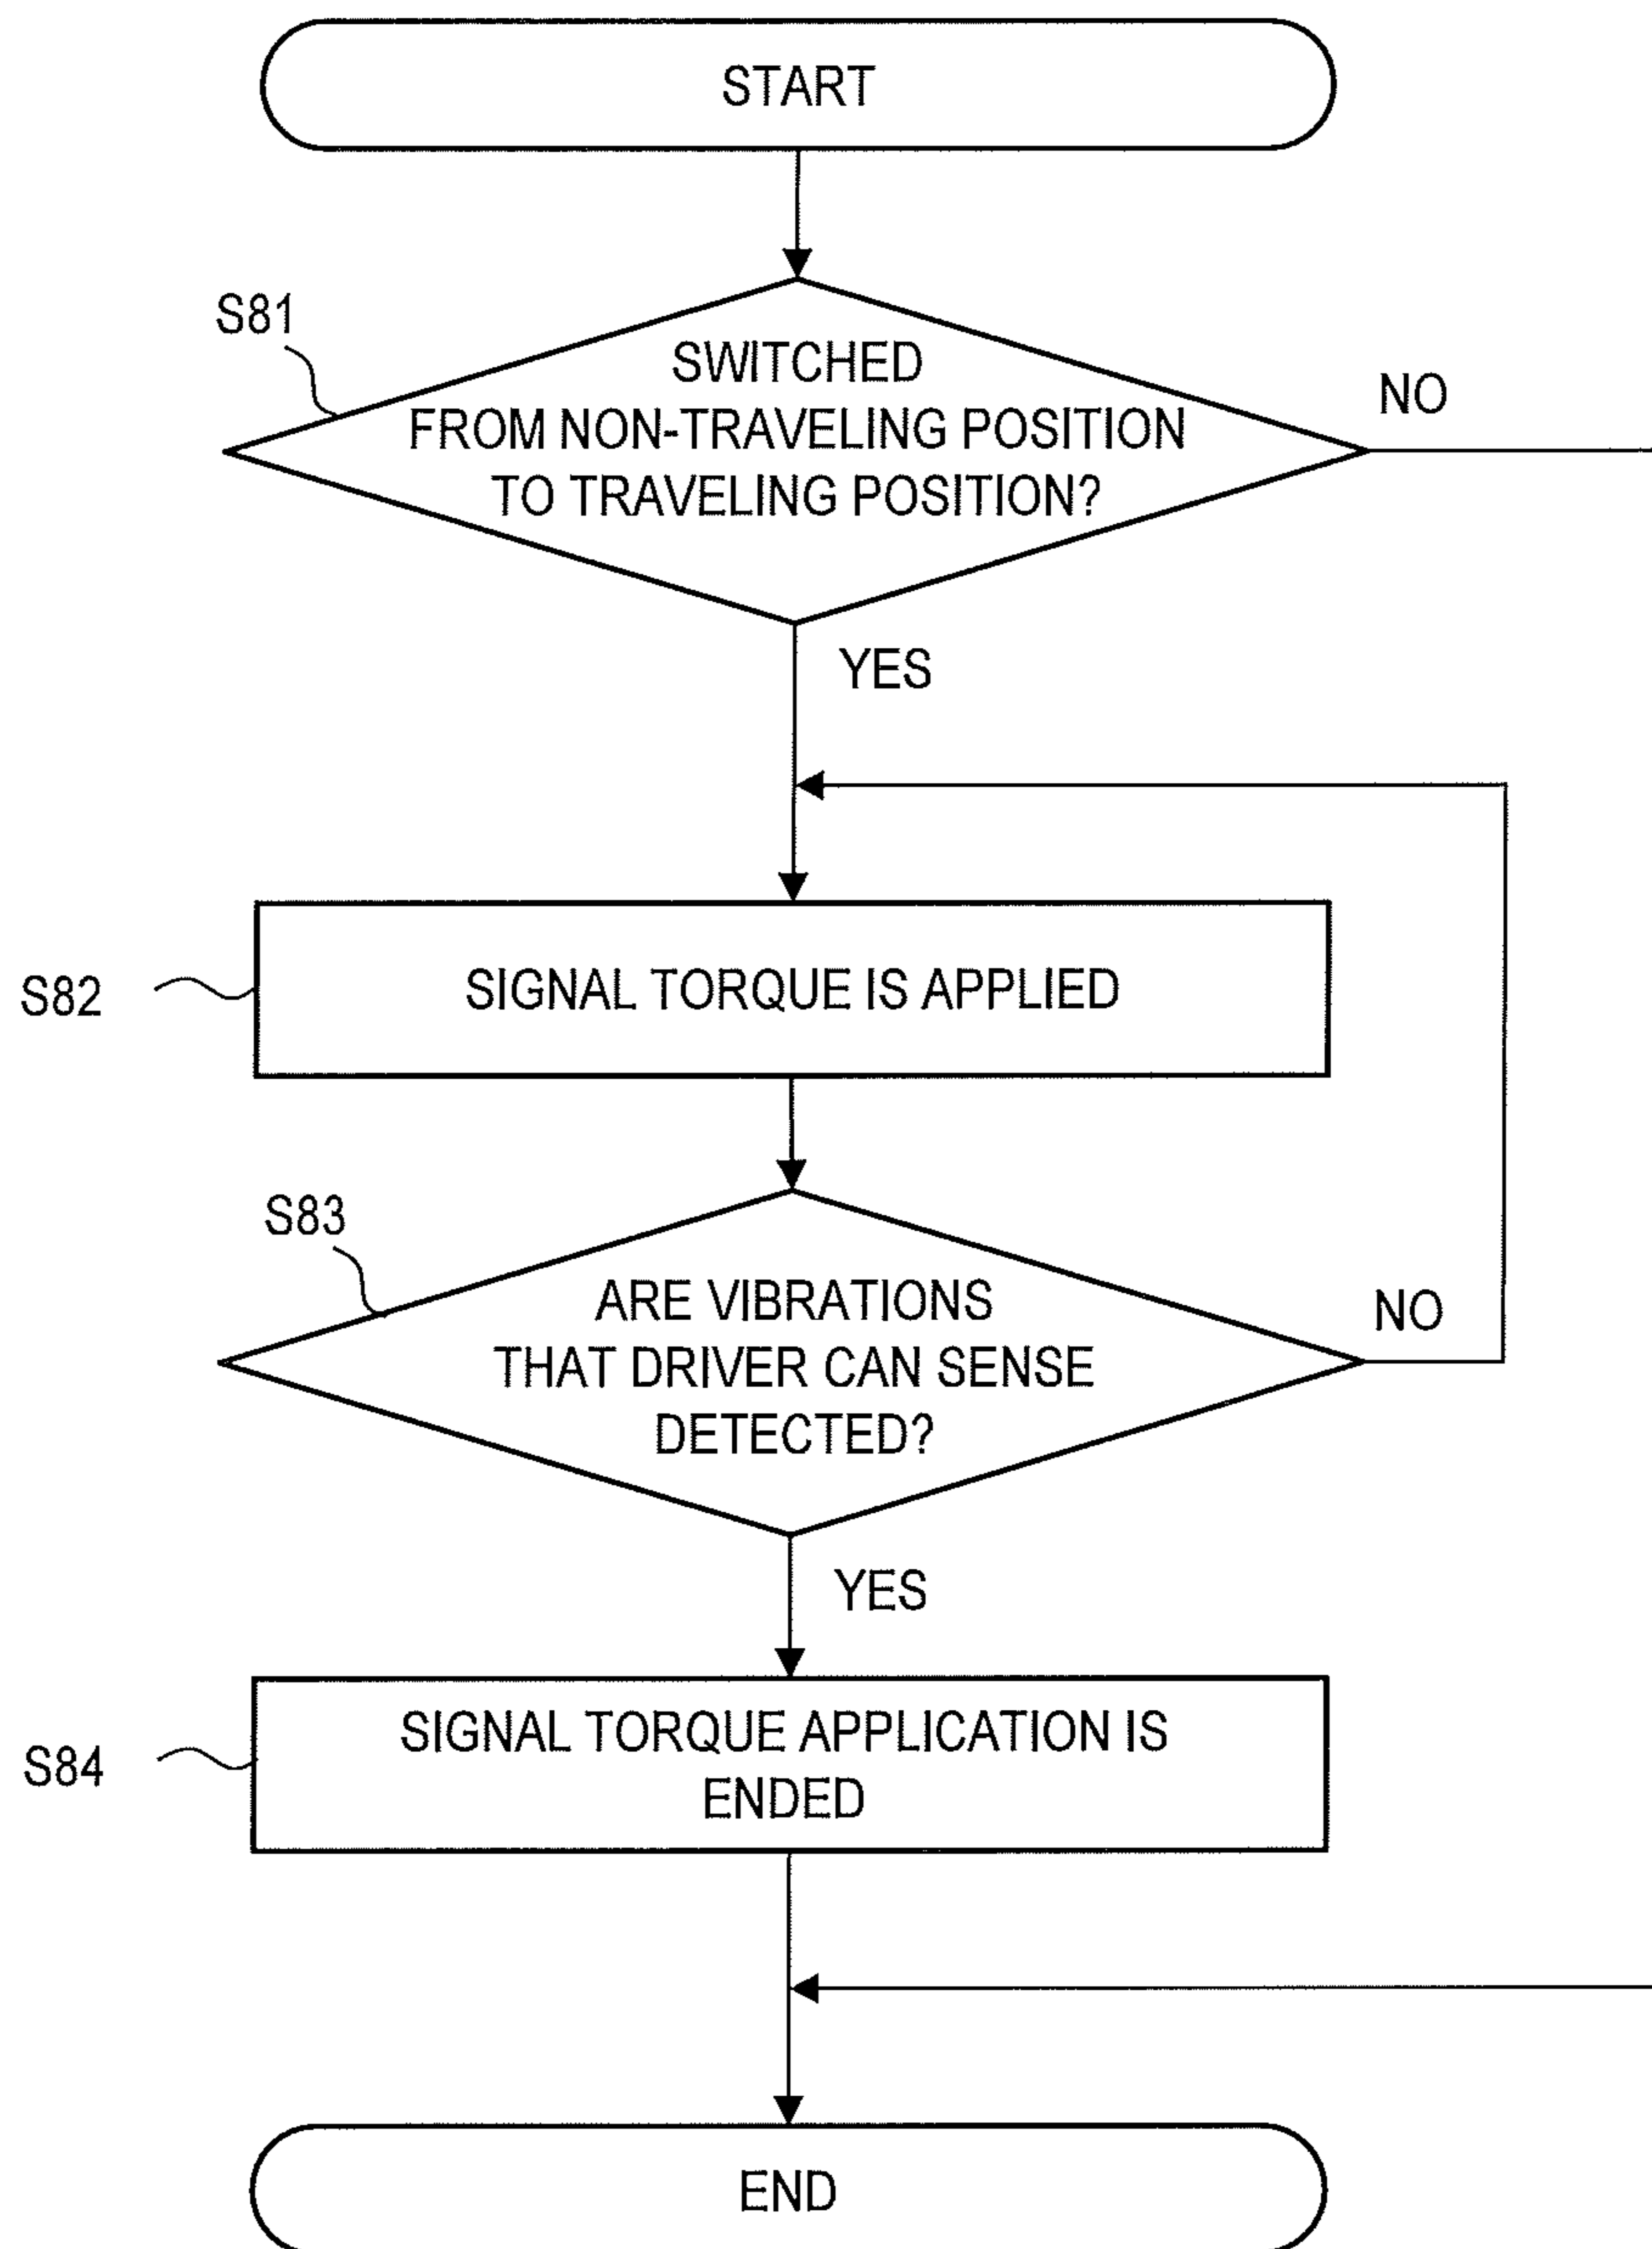 START
S81
SWITCHED
FROM NON-TRAVELING POSITION
TO TRAVELING POSITION?
NO
YES
S82
SIGNAL TORQUE IS APPLIED
S83
ARE VIBRATIONS
THAT DRIVER CAN SENSE
DETECTED?
NO
YES
S84
SIGNAL TORQUE APPLICATION IS
ENDED
END